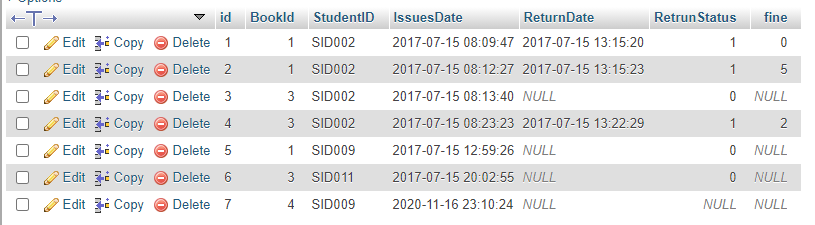 Options
id BookId StudentID IssuesDate ReturnDate RetrunStatus fine
Edit Copy Delete 1 1 SID002 2017-07-15 08:09:47 2017-07-15 13:15:20 1 0
Edit Copy Delete 2 1 SID002 2017-07-15 08:12:27 2017-07-15 13:15:23 1 5
Edit Copy Delete 3 3 SID002 2017-07-15 08:13:40 NULL 0 NULL
Edit Copy Delete 4 3 SID002 2017-07-15 08:23:23 2017-07-15 13:22:29 1 2
Edit Copy Delete 5 1 SID009 2017-07-15 12:59:26 NULL 0 NULL
Edit Copy Delete 6 3 SID011 2017-07-15 20:02:55 NULL 0 NULL
Edit Copy Delete 7 4 SID009 2020-11-16 23:10:24 NULL NULL NULL